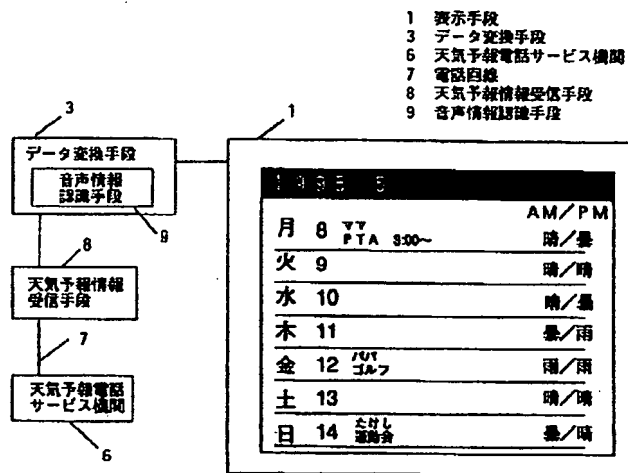 1 表示手段
3 データ変換手段
6 天気予報電話サービス機関
7 電話回線
8 天気予報情報受信手段
9 音声情報認識手段
3
1
データ変換手段
音声情報
認識手段
9
8
天気予報情報
受信手段
7
天気予報電話
サービス機関
6
1995 5
AM/PM
月 8 ママ
PTA 3:00~ 晴/曇
火 9 晴/晴
水 10 晴/曇
木 11 曇/雨
金 12 パパ
ゴルフ 雨/雨
土 13 晴/晴
日 14 たけし
運動会 曇/晴